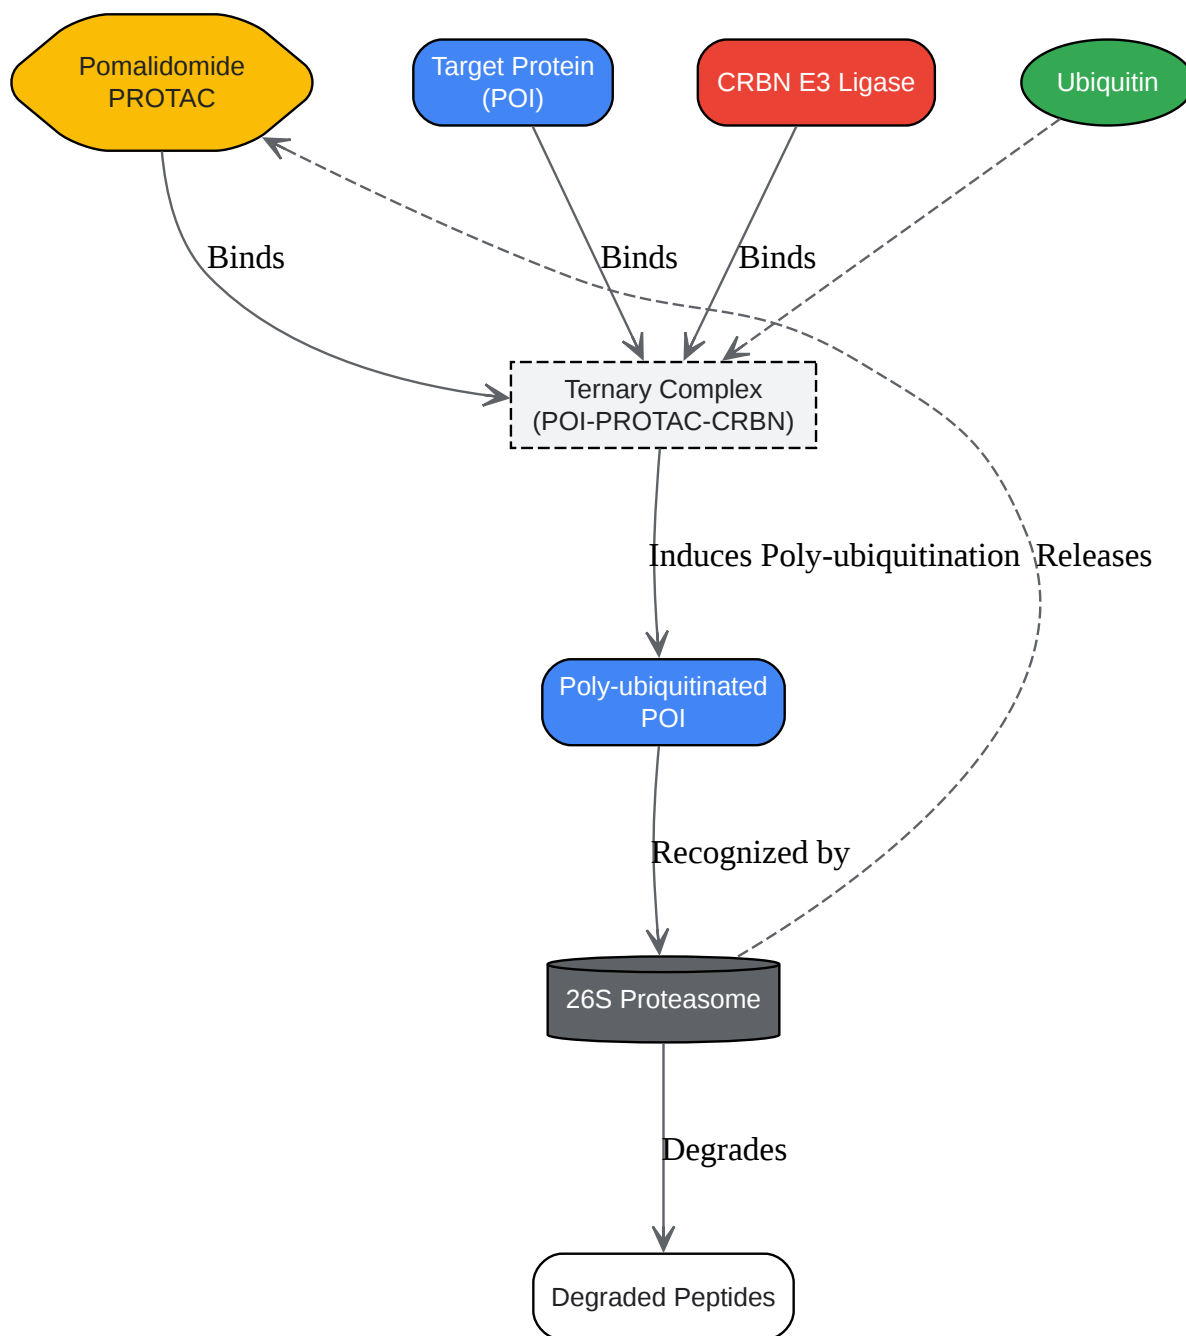 Pomalidomide
PROTAC
Target Protein
(POI)
CRBN E3 Ligase
Ubiquitin
Binds
Binds
Binds
Ternary Complex
(POI-PROTAC-CRBN)
Induces Poly-ubiquitination
Releases
Poly-ubiquitinated
POI
Recognized by
26S Proteasome
Degrades
Degraded Peptides